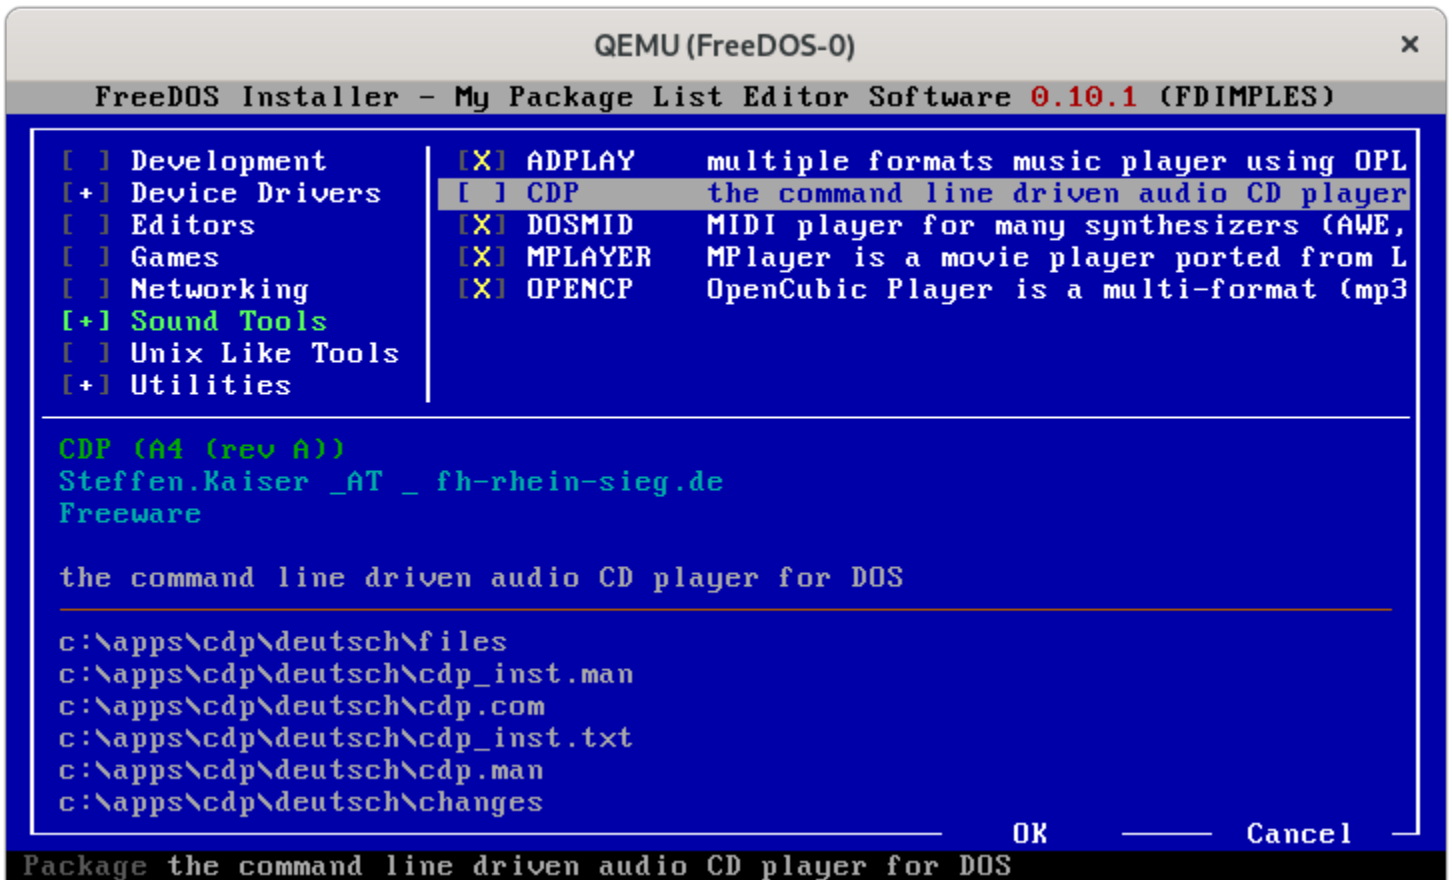 QEMU (FreeDOS-0) ×
FreeDOS Installer - My Package List Editor Software 0.10.1 (FDIMPLES)
[ ] Development
[+] Device Drivers
[ ] Editors
[ ] Games
[ ] Networking
[+] Sound Tools
[ ] Unix Like Tools
[+] Utilities
[X] ADPLAY multiple formats music player using OPL
[ ] CDP the command line driven audio CD player
[X] DOSMID MIDI player for many synthesizers (AWE,
[X] MPLAYER MPlayer is a movie player ported from L
[X] OPENCP OpenCubic Player is a multi-format (mp3
CDP (A4 (rev A))
Steffen.Kaiser _AT _ fh-rhein-sieg.de
Freeware
the command line driven audio CD player for DOS
c:\apps\cdp\deutsch\files
c:\apps\cdp\deutsch\cdp_inst.man
c:\apps\cdp\deutsch\cdp.com
c:\apps\cdp\deutsch\cdp_inst.txt
c:\apps\cdp\deutsch\cdp.man
c:\apps\cdp\deutsch\changes
OK Cancel
Package the command line driven audio CD player for DOS